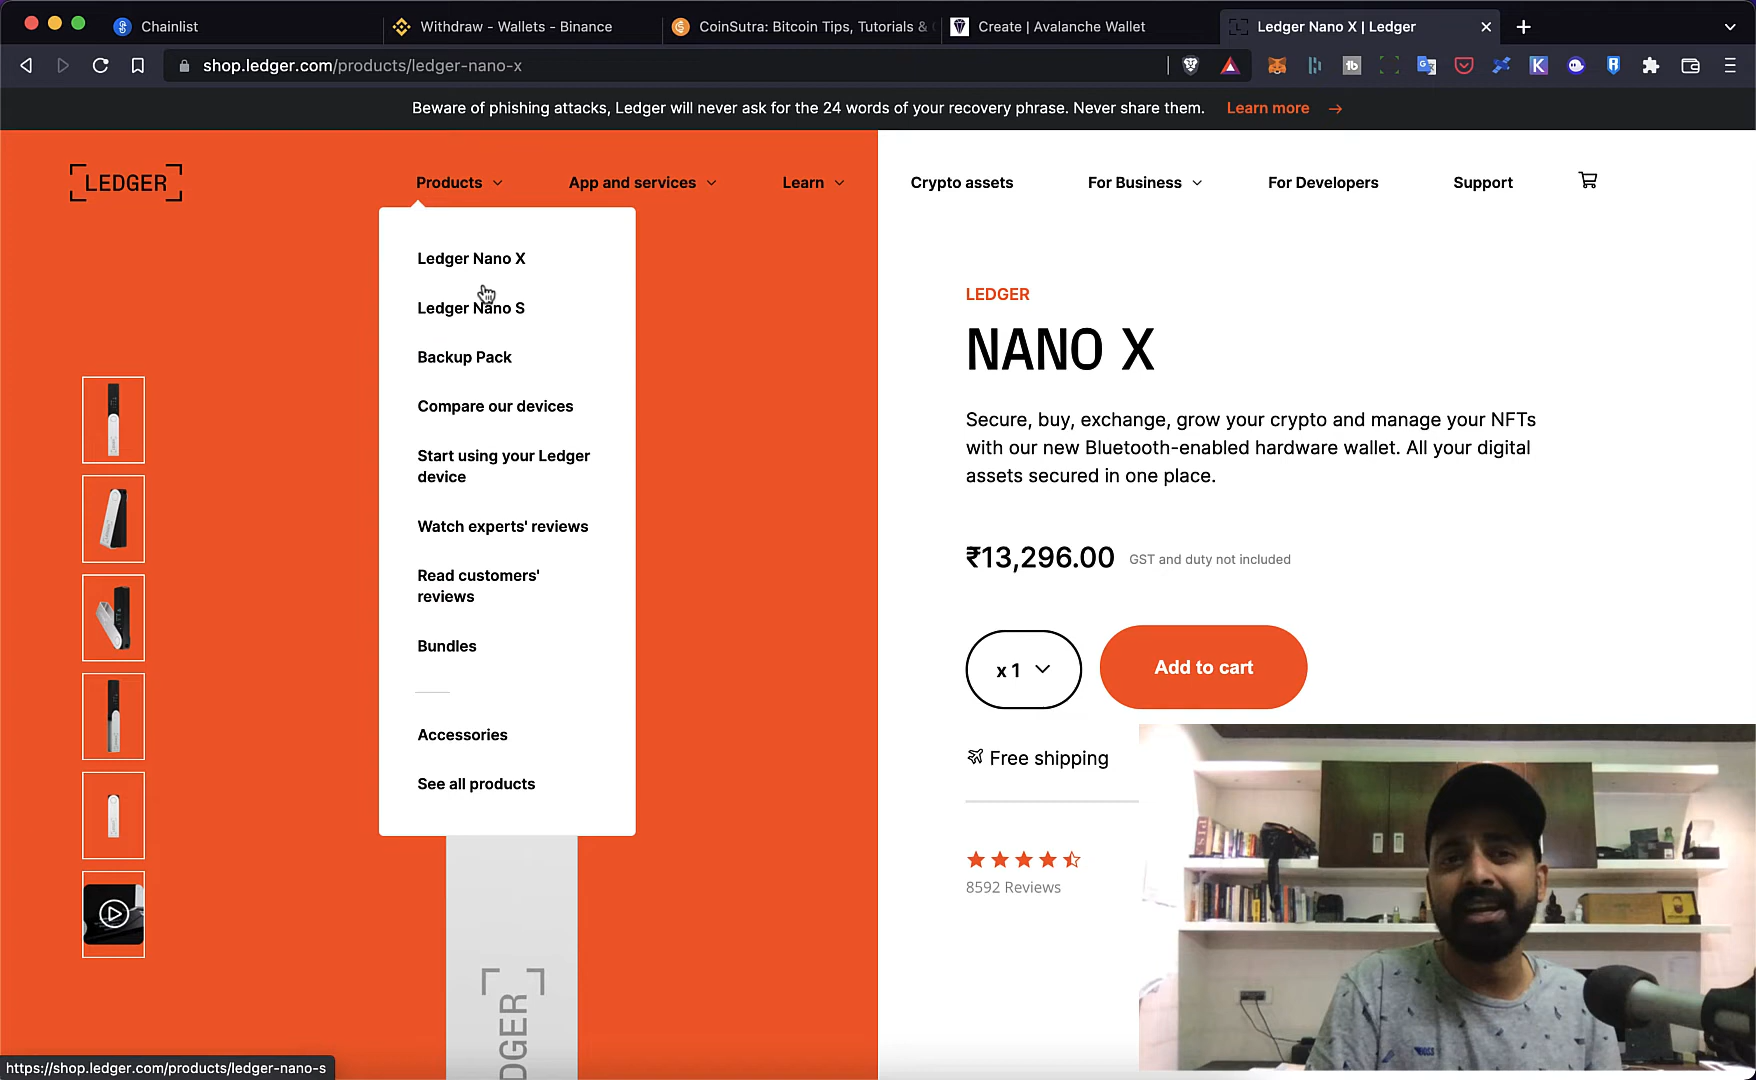 Chainlist
Withdraw - Wallets - Binance
CoinSutra: Bitcoin Tips, Tutorials &
Create | Avalanche Wallet
Ledger Nano X | Ledger
shop.ledger.com/products/ledger-nano-x
Beware of phishing attacks, Ledger will never ask for the 24 words of your recovery phrase. Never share them. Learn more →
LEDGER
Products
App and services
Learn
Crypto assets
For Business
For Developers
Support
Ledger Nano X
Ledger Nano S
Backup Pack
Compare our devices
Start using your Ledger
device
Watch experts' reviews
Read customers'
reviews
Bundles
Accessories
See all products
LEDGER
NANO X
Secure, buy, exchange, grow your crypto and manage your NFTs
with our new Bluetooth-enabled hardware wallet. All your digital
assets secured in one place.
₹13,296.00 GST and duty not included
x 1
Add to cart
Free shipping
8592 Reviews
DGER
https://shop.ledger.com/products/ledger-nano-s